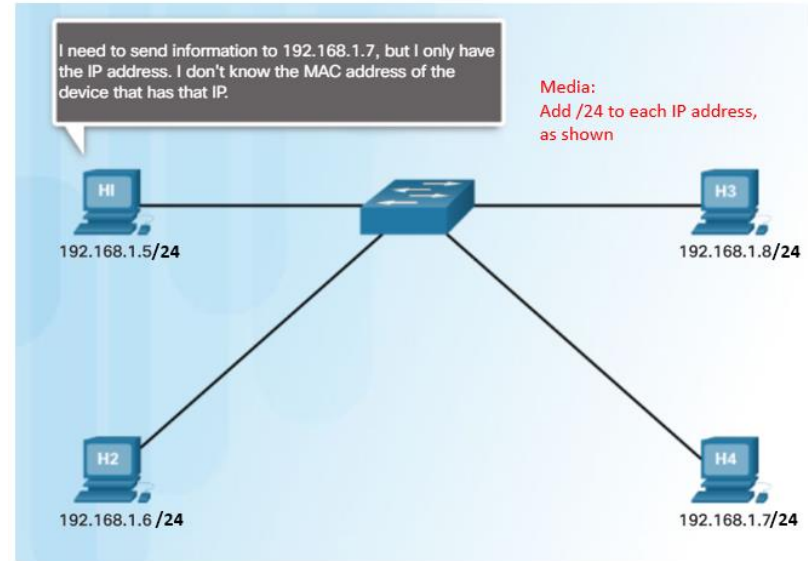 I need to send information to 192.168.1.7, but I only have
the IP address. I don't know the MAC address of the
device that has that IP.
Media:
Add /24 to each IP address,
as shown
H1
192.168.1.5/24
H3
192.168.1.8/24
H2
192.168.1.6 /24
H4
192.168.1.7/24